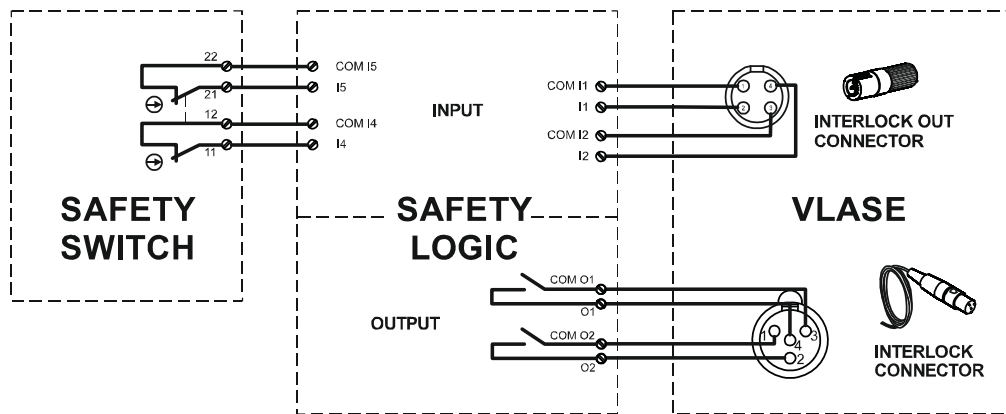 22
COM I5
21
I5
12
COM I4
11
I4
INPUT
COM I1
I1
COM I2
I2
1
4
2
3
INTERLOCK OUT
CONNECTOR
SAFETY
SWITCH
SAFETY
LOGIC
VLASE
OUTPUT
COM O1
O1
COM O2
O2
1
3
4
2
INTERLOCK
CONNECTOR